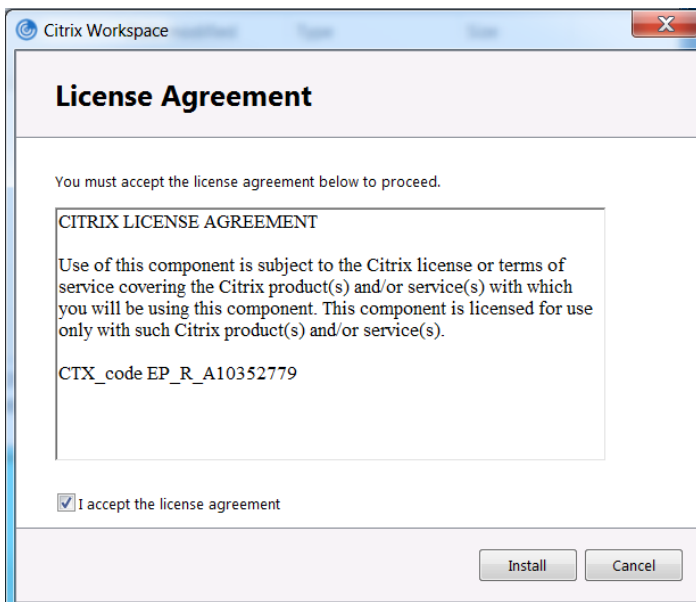 Citrix Workspace
License Agreement
You must accept the license agreement below to proceed.
CITRIX LICENSE AGREEMENT
Use of this component is subject to the Citrix license or terms of
service covering the Citrix product(s) and/or service(s) with which
you will be using this component. This component is licensed for use
only with such Citrix product(s) and/or service(s).
CTX_code EP_R_A10352779
I accept the license agreement
Install Cancel